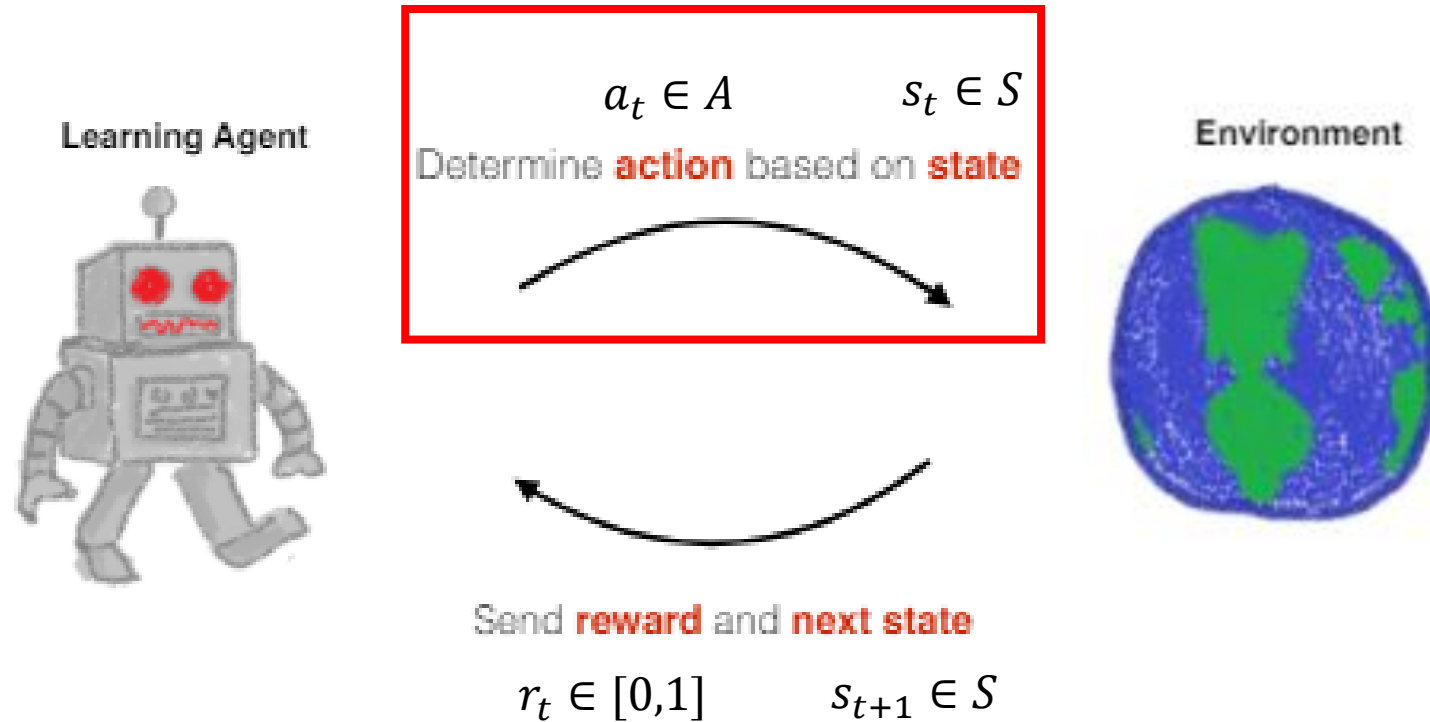 a_t ∈ A s_t ∈ S
Learning Agent
Environment
Determine action based on state
Send reward and next state
r_t ∈ [0,1] s_{t+1} ∈ S